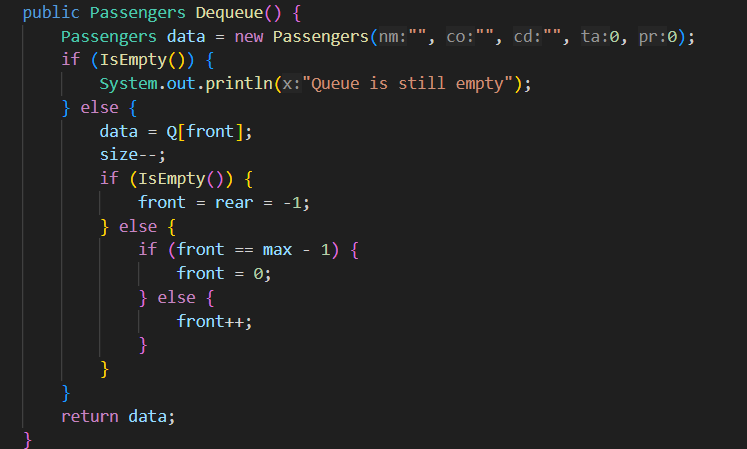 public Passengers Dequeue() {
    Passengers data = new Passengers(nm:"", co:"", cd:"", ta:0, pr:0);
    if (IsEmpty()) {
        System.out.println(x:"Queue is still empty");
    } else {
        data = Q[front];
        size--;
        if (IsEmpty()) {
            front = rear = -1;
        } else {
            if (front == max - 1) {
                front = 0;
            } else {
                front++;
            }
        }
    }
    return data;
}